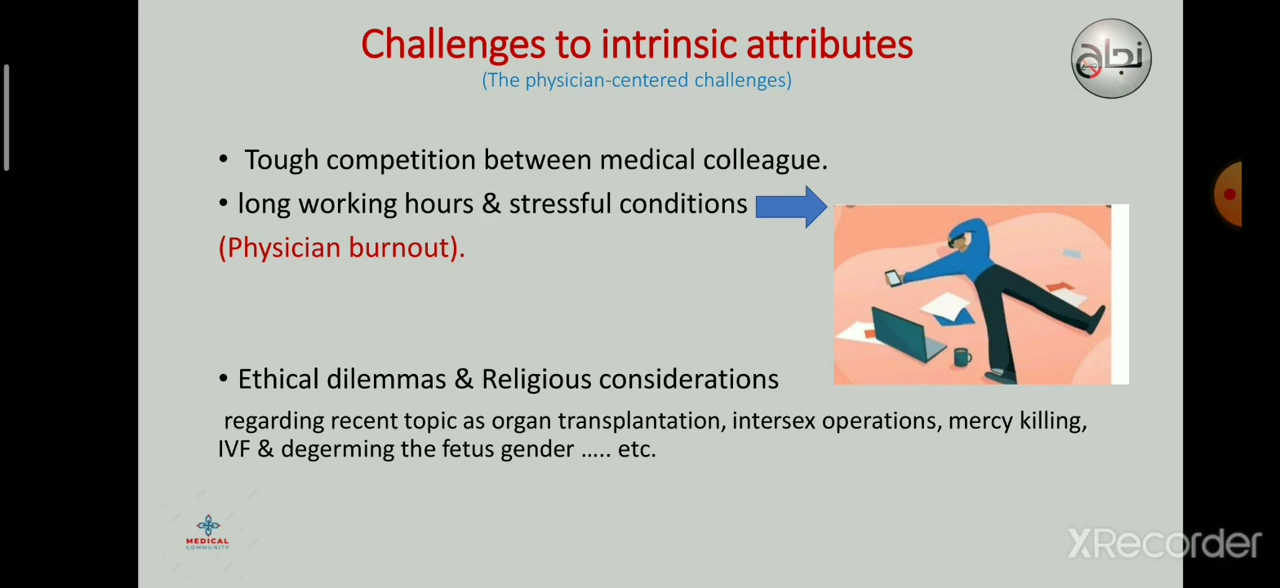 Challenges to intrinsic attributes
(The physician-centered challenges)
• Tough competition between medical colleague.
• long working hours & stressful conditions
(Physician burnout).
• Ethical dilemmas & Religious considerations
regarding recent topic as organ transplantation, intersex operations, mercy killing,
IVF & degerming the fetus gender ..... etc.
MEDICAL
COMMUNITY
XRecorder